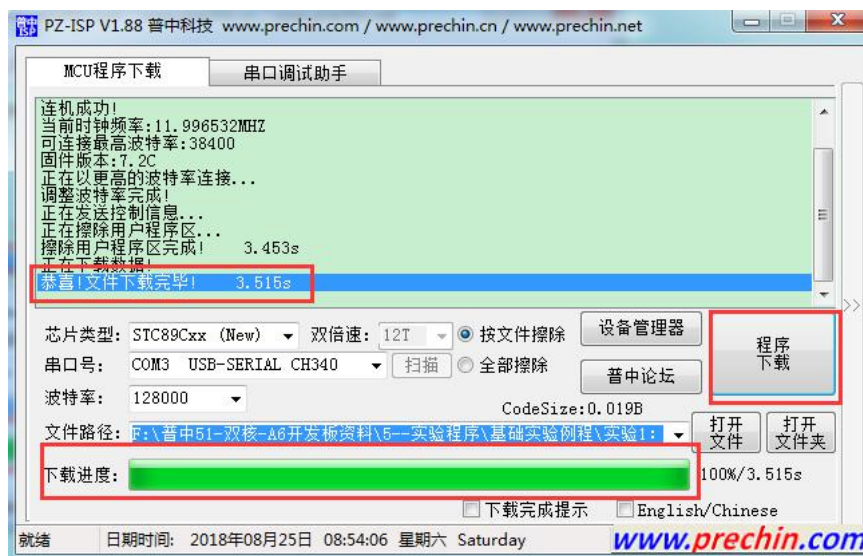 PZ-ISP V1.88 普中科技 www.prechin.com / www.prechin.cn / www.prechin.net
MCU程序下载 串口调试助手
连机成功!
当前时钟频率:11.996532MHZ
可连接最高波特率:38400
固件版本:7.2C
正在以更高的波特率连接...
调整波特率完成!
正在发送控制信息...
正在擦除用户程序区...
擦除用户程序区完成! 3.453s
正在下载数据!
恭喜!文件下载完毕! 3.515s
芯片类型: STC89Cxx (New) 双倍速: 12T 按文件擦除 设备管理器
程序
下载
串口号: COM3 USB-SERIAL CH340 扫描 全部擦除 普中论坛
波特率: 128000 CodeSize:0.019B
文件路径: F:\普中51-双核-A6开发板资料\5--实验程序\基础实验例程\实验1: 打开
文件 打开
文件夹
下载进度: 100%/3.515s
下载完成提示 English/Chinese
就绪 日期时间: 2018年08月25日 08:54:06 星期六 Saturday www.prechin.com